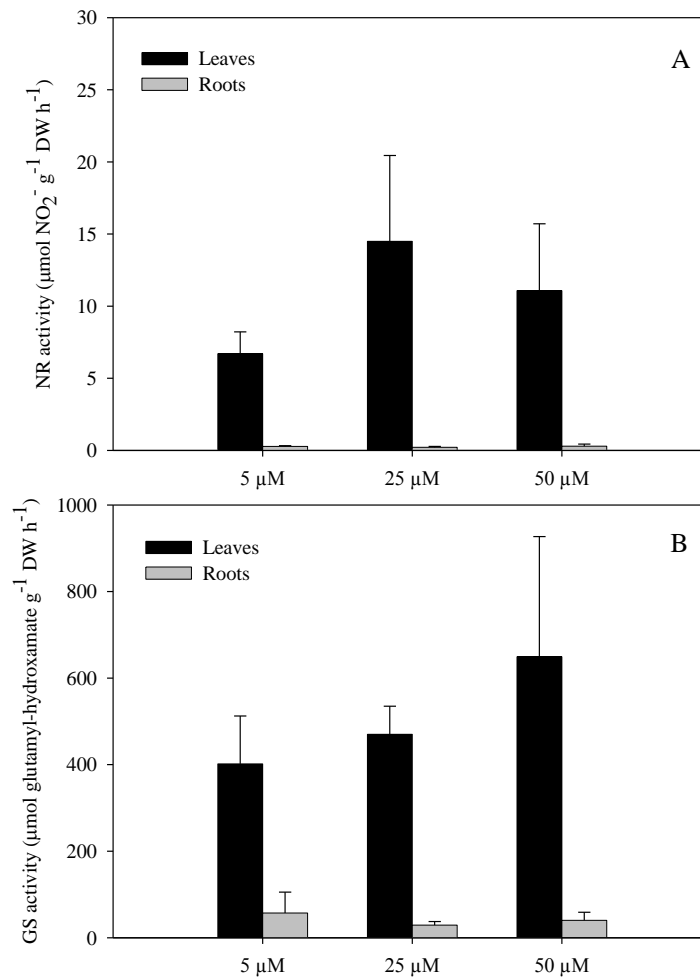 30
25
20
15
10
5
0
NR activity (µmol NO₂⁻ g⁻¹ DW h⁻¹)
Leaves
Roots
A
5 µM 25 µM 50 µM
1000
800
600
400
200
0
GS activity (µmol glutamyl-hydroxamate g⁻¹ DW h⁻¹)
Leaves
Roots
B
5 µM 25 µM 50 µM